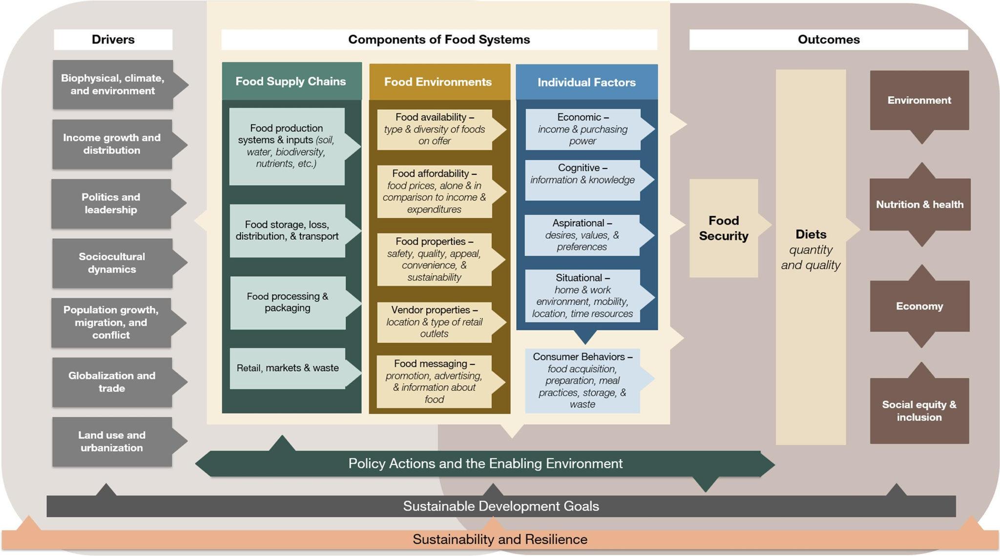 Drivers
Biophysical, climate,
and environment
Income growth and
distribution
Politics and
leadership
Sociocultural
dynamics
Population growth,
migration, and
conflict
Globalization and
trade
Land use and
urbanization
Components of Food Systems
Food Supply Chains
Food production
systems & inputs (soil,
water, biodiversity,
nutrients, etc.)
Food storage, loss,
distribution, & transport
Food processing &
packaging
Retail, markets & waste
Food Environments
Food availability –
type & diversity of foods
on offer
Food affordability –
food prices, alone & in
comparison to income &
expenditures
Food properties –
safety, quality, appeal,
convenience, &
sustainability
Vendor properties –
location & type of retail
outlets
Food messaging –
promotion, advertising,
& information about
food
Individual Factors
Economic –
income & purchasing
power
Cognitive –
information & knowledge
Aspirational –
desires, values, &
preferences
Situational –
home & work
environment, mobility,
location, time resources
Consumer Behaviors –
food acquisition,
preparation, meal
practices, storage, &
waste
Outcomes
Food
Security
Diets
quantity
and quality
Environment
Nutrition & health
Economy
Social equity &
inclusion
Policy Actions and the Enabling Environment
Sustainable Development Goals
Sustainability and Resilience